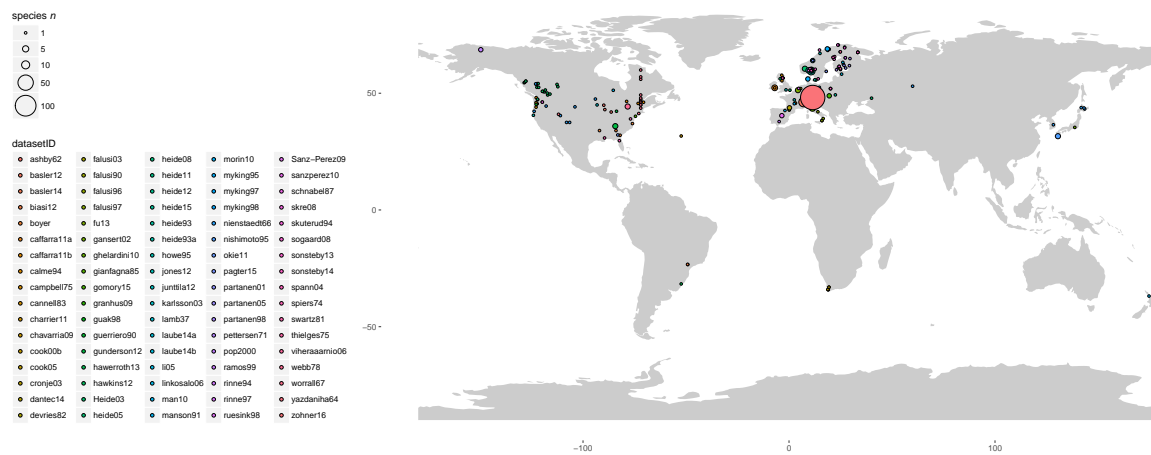 species n
1
5
10
50
100
datasetID
ashby62 falusi03 heide08 morin10 Sanz−Perez09
basler12 falusi90 heide11 myking95 sanzperez10
basler14 falusi96 heide12 myking97 schnabel87
biasi12 falusi97 heide15 myking98 skre08
boyer fu13 heide93 nienstaedt66 skuterud94
caffarra11a gansert02 heide93a nishimoto95 sogaard08
caffarra11b ghelardini10 howe95 okie11 sonsteby13
calme94 gianfagna85 jones12 pagter15 sonsteby14
campbell75 gomory15 junttila12 partanen01 spann04
cannell83 granhus09 karlsson03 partanen05 spiers74
charrier11 guak98 lamb37 partanen98 swartz81
chavarria09 guerriero90 laube14a pettersen71 thielges75
cook00b gunderson12 laube14b pop2000 viheraaarnio06
cook05 hawerroth13 li05 ramos99 webb78
cronje03 hawkins12 linkosalo06 rinne94 worrall67
dantec14 Heide03 man10 rinne97 yazdaniha64
devries82 heide05 manson91 ruesink98 zohner16
50
0
−50
−100 0 100